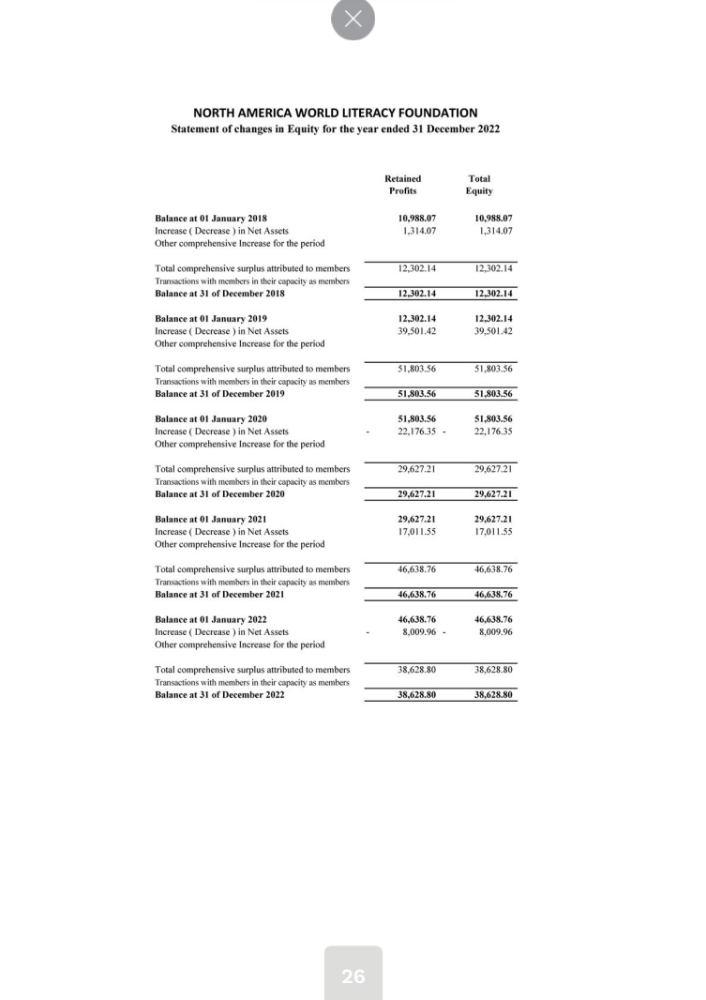 NORTH AMERICA WORLD LITERACY FOUNDATION
Statement of changes in Equity for the year ended 31 December 2022
Retained Total
Profits Equity
Balance at 01 January 2018 10,988.07 10,988.07
Increase ( Decrease ) in Net Assets 1,314.07 1,314.07
Other comprehensive Increase for the period
Total comprehensive surplus attributed to members 12,302.14 12,302.14
Transactions with members in their capacity as members
Balance at 31 of December 2018 12,302.14 12,302.14
Balance at 01 January 2019 12,302.14 12,302.14
Increase ( Decrease ) in Net Assets 39,501.42 39,501.42
Other comprehensive Increase for the period
Total comprehensive surplus attributed to members 51,803.56 51,803.56
Transactions with members in their capacity as members
Balance at 31 of December 2019 51,803.56 51,803.56
Balance at 01 January 2020 51,803.56 51,803.56
Increase ( Decrease ) in Net Assets - 22,176.35 - 22,176.35
Other comprehensive Increase for the period
Total comprehensive surplus attributed to members 29,627.21 29,627.21
Transactions with members in their capacity as members
Balance at 31 of December 2020 29,627.21 29,627.21
Balance at 01 January 2021 29,627.21 29,627.21
Increase ( Decrease ) in Net Assets 17,011.55 17,011.55
Other comprehensive Increase for the period
Total comprehensive surplus attributed to members 46,638.76 46,638.76
Transactions with members in their capacity as members
Balance at 31 of December 2021 46,638.76 46,638.76
Balance at 01 January 2022 46,638.76 46,638.76
Increase ( Decrease ) in Net Assets - 8,009.96 - 8,009.96
Other comprehensive Increase for the period
Total comprehensive surplus attributed to members 38,628.80 38,628.80
Transactions with members in their capacity as members
Balance at 31 of December 2022 38,628.80 38,628.80
26